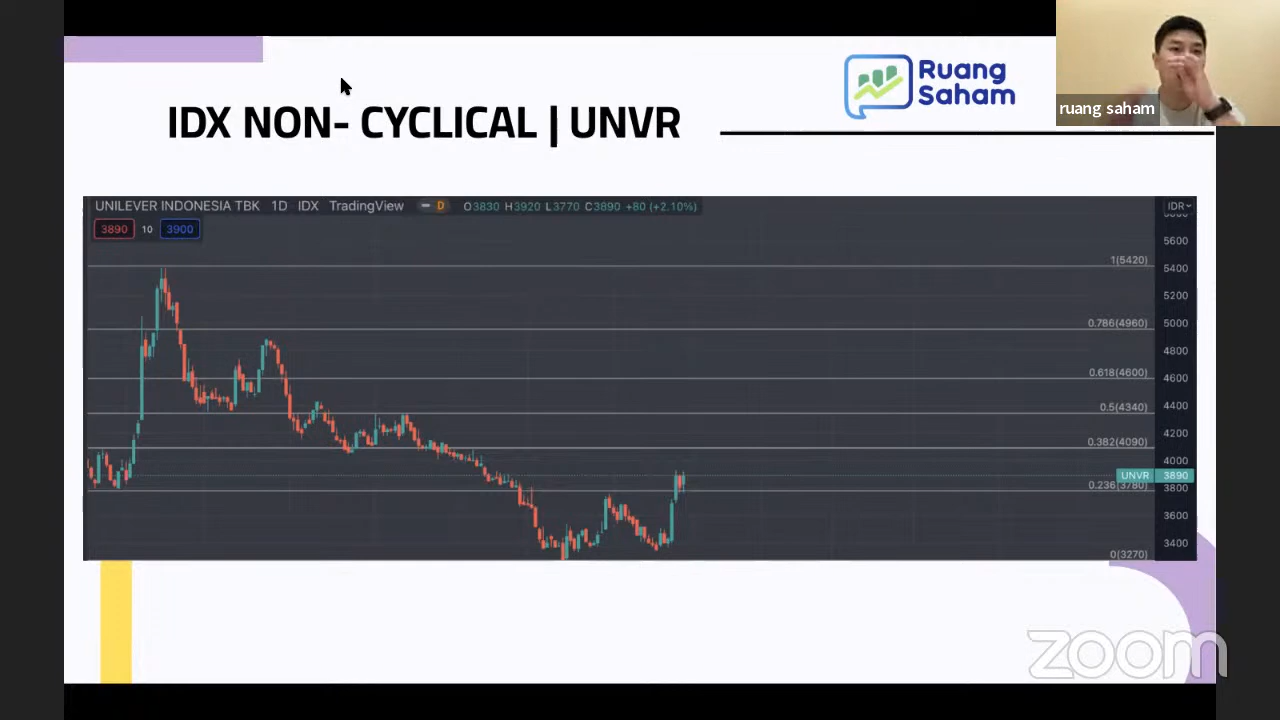 Ruang
Saham
ruang saham
IDX NON- CYCLICAL | UNVR
UNILEVER INDONESIA TBK 1D IDX TradingView D O3830 H3920 L3770 C3890 +80 (+2.10%)
IDR
3890 10 3900
5600
1(5420)
5400
5200
0.786(4960)
5000
4800
0.618(4600)
4600
0.5(4340)
4400
4200
0.382(4090)
4000
UNVR 3890
0.236(3780)
3800
3600
3400
0(3270)
zoom